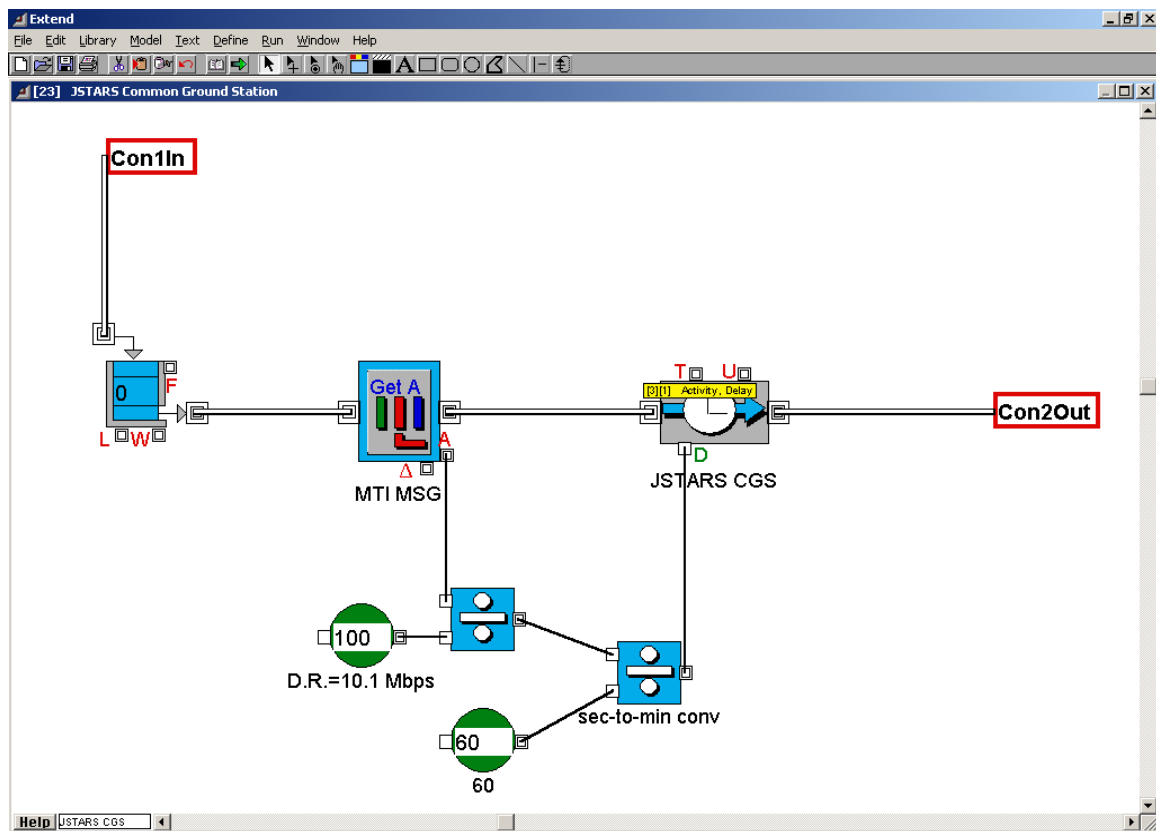 Extend
File Edit Library Model Text Define Run Window Help
A
[23] JSTARS Common Ground Station
Con1In
0
F
L W
Get A
A
Δ
MTI MSG
T U
[3][1] Activity, Delay
D
JSTARS CGS
Con2Out
100
D.R.=10.1 Mbps
sec-to-min conv
60
60
Help JSTARS CGS